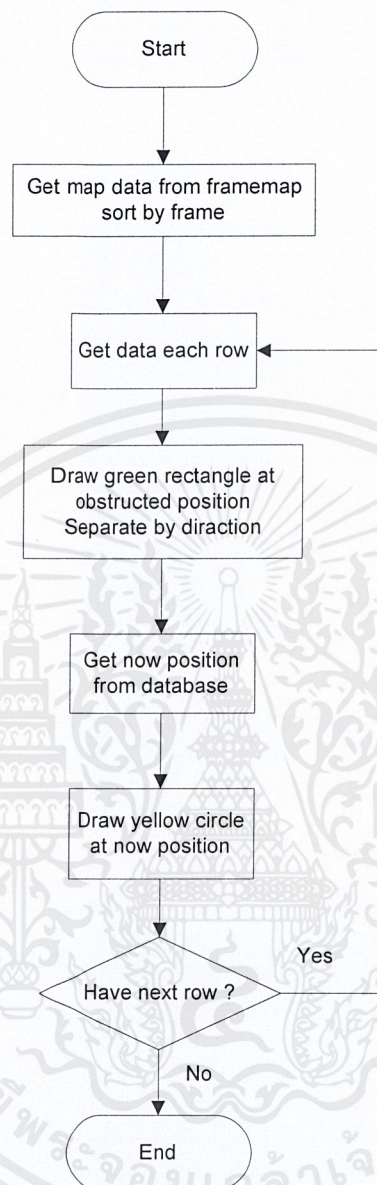 Start
Get map data from framemap
sort by frame
Get data each row
Draw green rectangle at
obstructed position
Separate by diraction
Get now position
from database
Draw yellow circle
at now position
Have next row ?
Yes
No
End